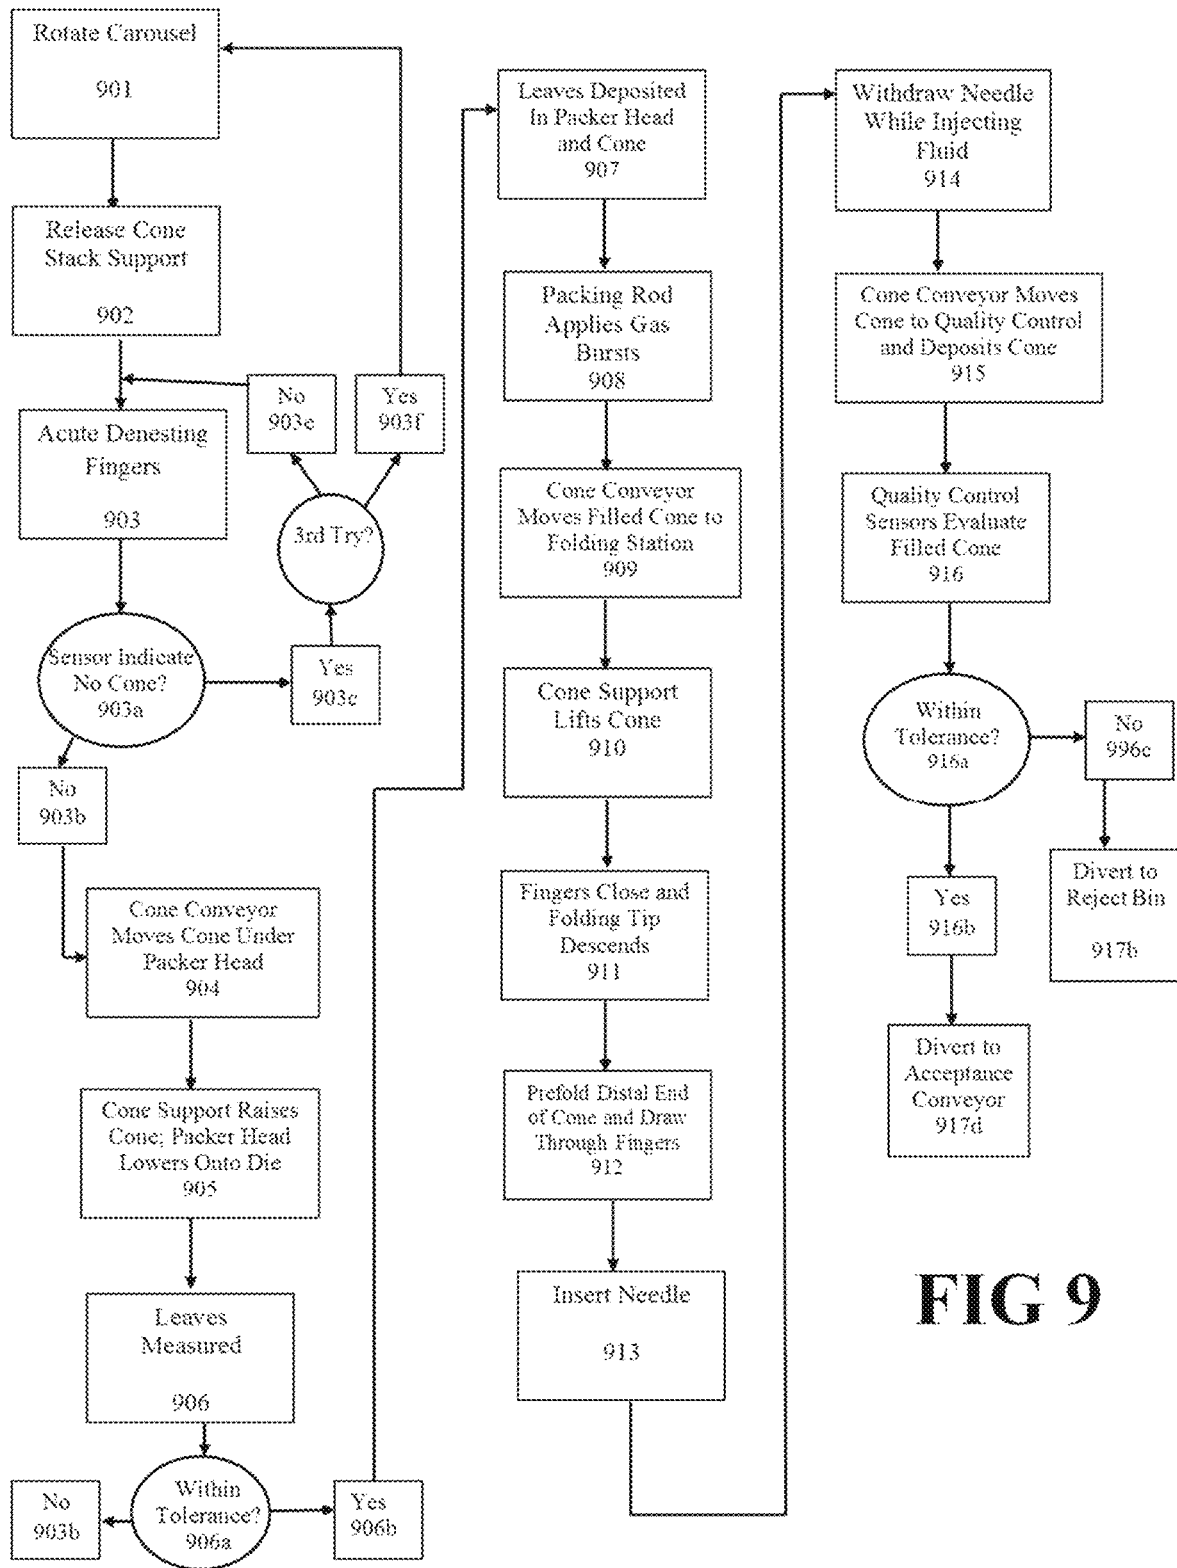 Rotate Carousel
901
Release Cone
Stack Support
902
No
903e
Yes
903f
Acute Denesting
Fingers
903
3rd Try?
Sensor Indicate
No Cone?
903a
Yes
903c
No
903b
Cone Conveyor
Moves Cone Under
Packer Head
904
Cone Support Raises
Cone; Packer Head
Lowers Onto Die
905
Leaves
Measured
906
Within
Tolerance?
906a
No
903b
Yes
906b
Leaves Deposited
In Packer Head
and Cone
907
Packing Rod
Applies Gas
Bursts
908
Cone Conveyor
Moves Filled Cone to
Folding Station
909
Cone Support
Lifts Cone
910
Fingers Close and
Folding Tip
Descends
911
Prefold Distal End
of Cone and Draw
Through Fingers
912
Insert Needle
913
Withdraw Needle
While Injecting
Fluid
914
Cone Conveyor Moves
Cone to Quality Control
and Deposits Cone
915
Quality Control
Sensors Evaluate
Filled Cone
916
Within
Tolerance?
916a
No
996c
Yes
916b
Divert to
Reject Bin
917b
Divert to
Acceptance
Conveyor
917d
FIG 9